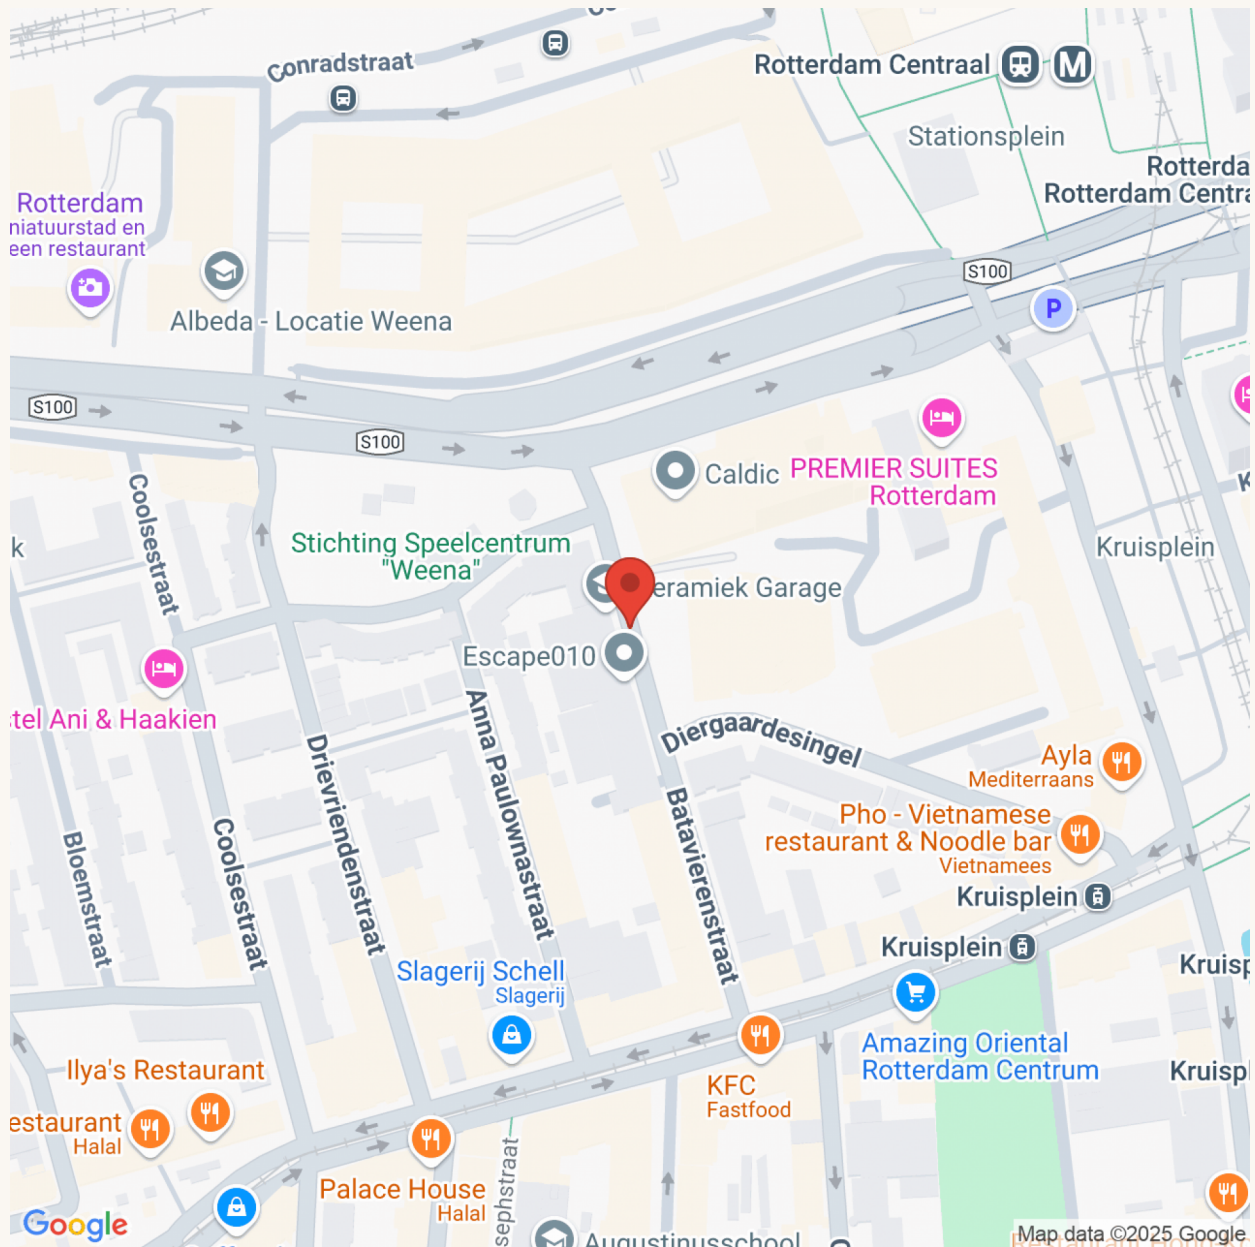 Conradstraat
Rotterdam Centraal
M
Stationsplein
Rotterda
Rotterdam Centra
Rotterdam
niatuurstad en
een restaurant
S100
P
Albeda - Locatie Weena
S100
S100
Caldic
PREMIER SUITES
Rotterdam
Coolsestraat
Stichting Speelcentrum
"Weena"
k
K
Kruisplein
eramiek Garage
Escape010
stel Ani & Haakien
Anna Paulownastraat
Diergaardesingel
Drievriendenstraat
Ayla
Mediterraans
Batavierenstraat
Pho - Vietnamese
restaurant & Noodle bar
Vietnamees
Bloemstraat
Coolsestraat
Kruisplein
Kruisplein
Kruisp
Slagerij Schell
Slagerij
Amazing Oriental
Rotterdam Centrum
Ilya's Restaurant
KFC
Fastfood
Kruispl
estaurant
Halal
Palace House
Halal
sephstraat
Google
Augustinusschool
Map data ©2025 Google